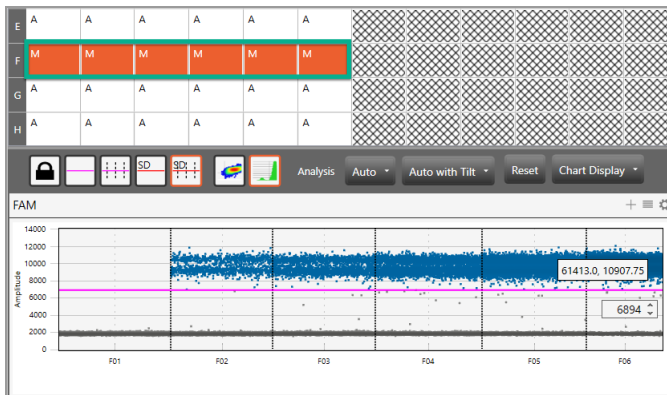 E A A A A A A
F M M M M M M
G A A A A A A
H A A A A A A
SD SD Analysis Auto Auto with Tilt Reset Chart Display
FAM
14000
12000
10000
8000
6000
4000
2000
0
Amplitude
61413.0, 10907.75
6894
F01 F02 F03 F04 F05 F06